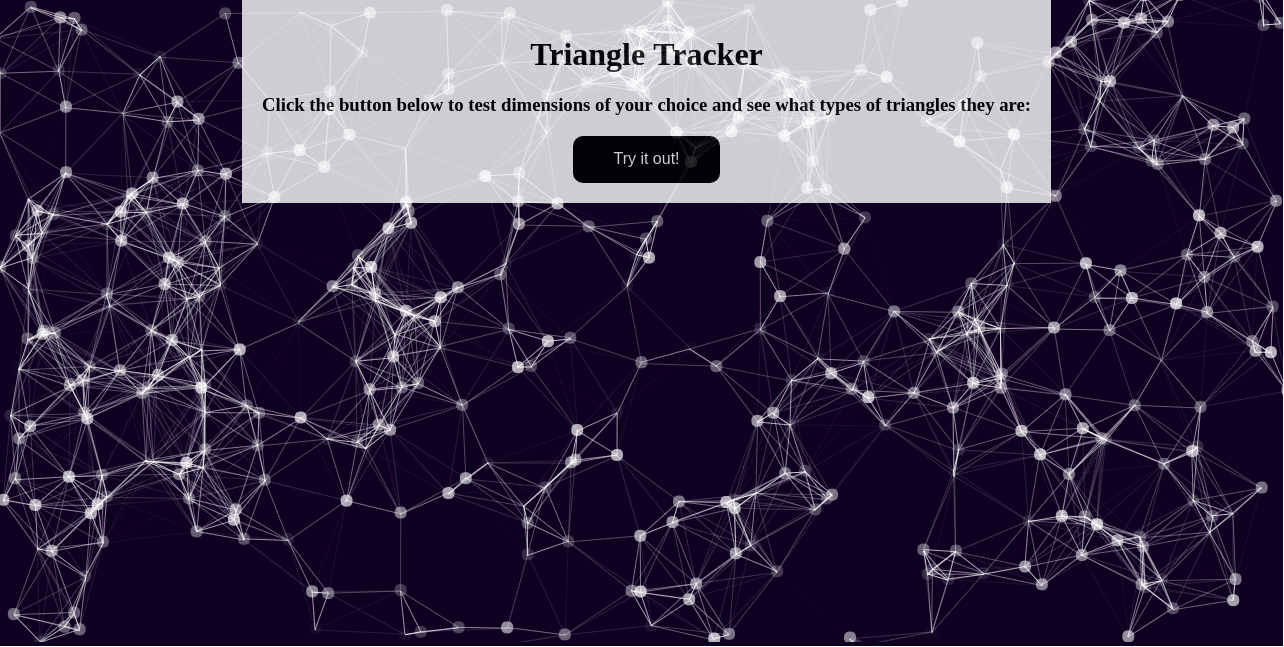 Triangle Tracker
Click the button below to test dimensions of your choice and see what types of triangles they are:
Try it out!